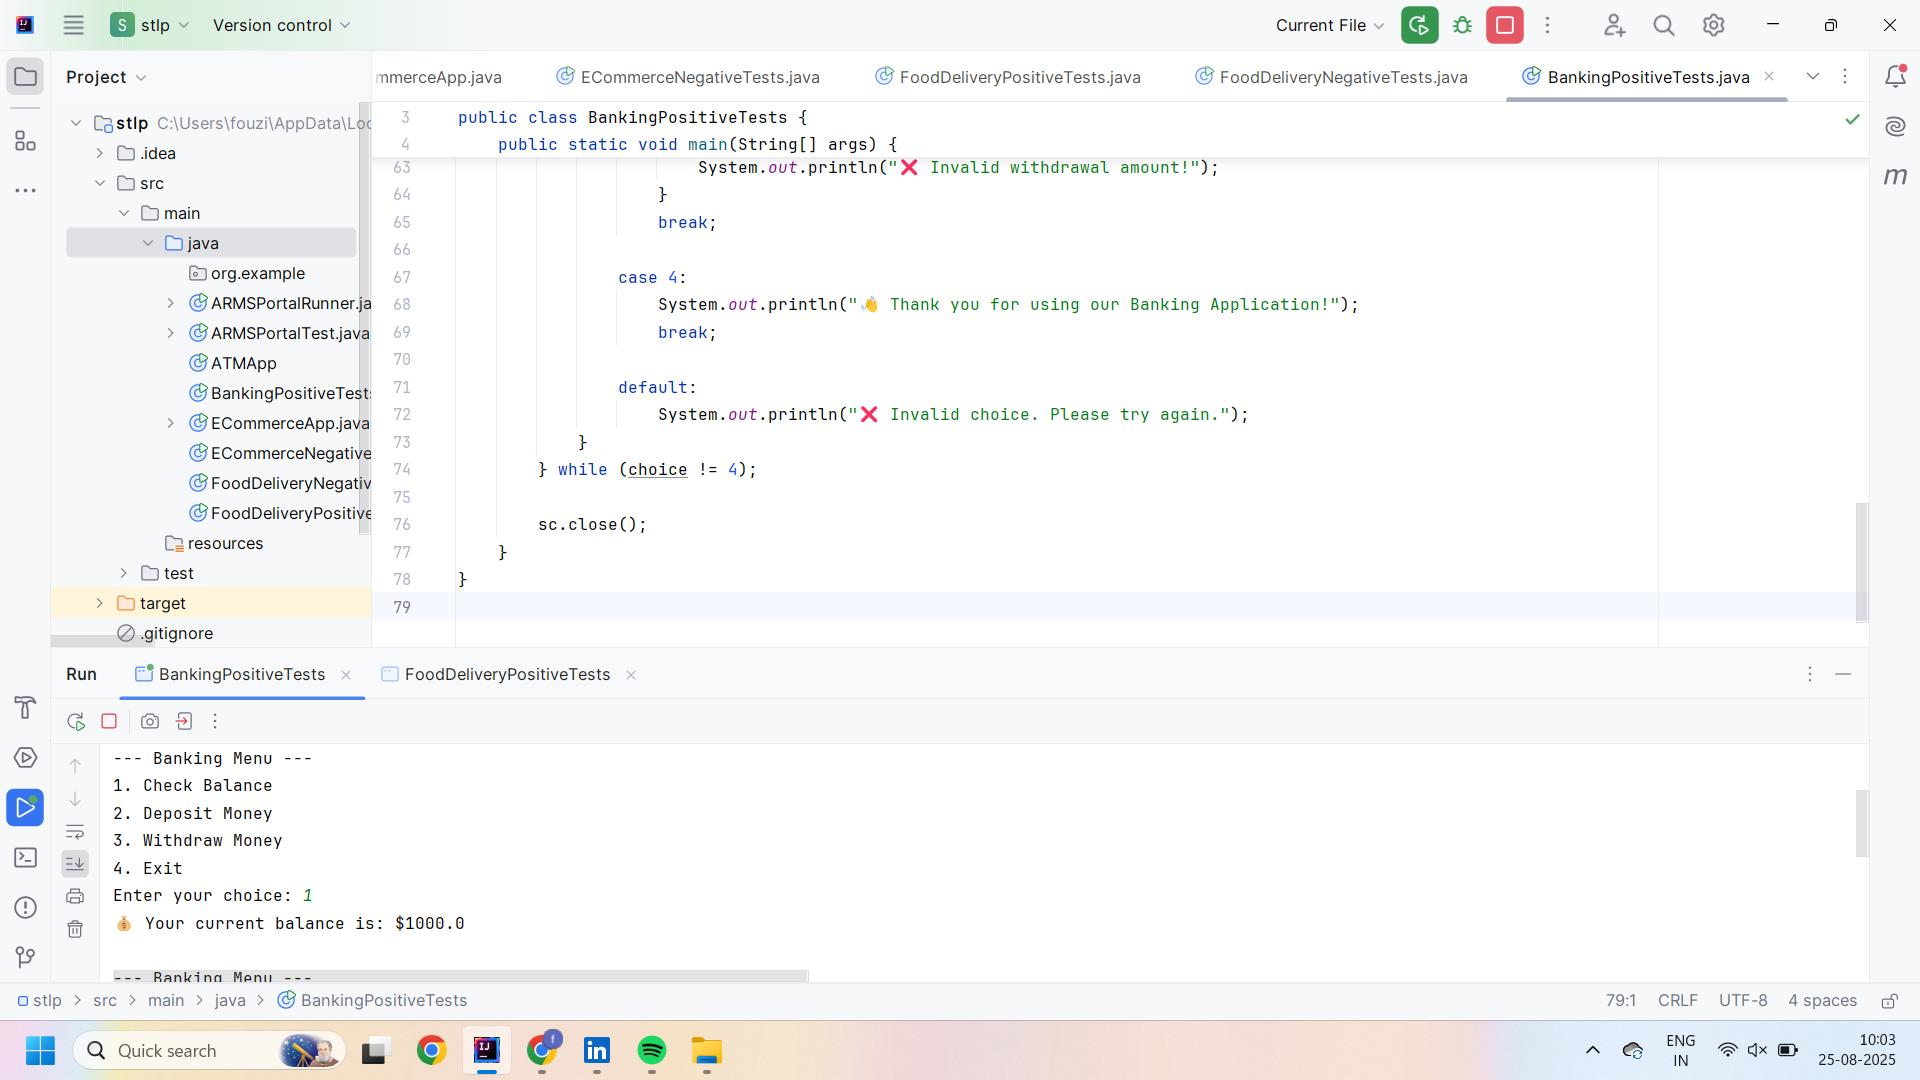 S stlp Version control Current File
Project
mmerceApp.java ECommerceNegativeTests.java FoodDeliveryPositiveTests.java FoodDeliveryNegativeTests.java BankingPositiveTests.java
stlp C:\Users\fouzi\AppData\Loc
.idea
src
main
java
org.example
ARMSPortalRunner.ja
ARMSPortalTest.java
ATMApp
BankingPositiveTests
ECommerceApp.java
ECommerceNegative
FoodDeliveryNegativ
FoodDeliveryPositive
resources
test
target
.gitignore
3 public class BankingPositiveTests {
4 public static void main(String[] args) {
63 System.out.println("❌ Invalid withdrawal amount!");
64 }
65 break;
66
67 case 4:
68 System.out.println("👋 Thank you for using our Banking Application!");
69 break;
70
71 default:
72 System.out.println("❌ Invalid choice. Please try again.");
73 }
74 } while (choice != 4);
75
76 sc.close();
77 }
78 }
79
m
Run BankingPositiveTests FoodDeliveryPositiveTests
--- Banking Menu ---
1. Check Balance
2. Deposit Money
3. Withdraw Money
4. Exit
Enter your choice: 1
💰 Your current balance is: $1000.0
--- Banking Menu ---
stlp > src > main > java > BankingPositiveTests 79:1 CRLF UTF-8 4 spaces
Quick search
ENG
IN
10:03
25-08-2025